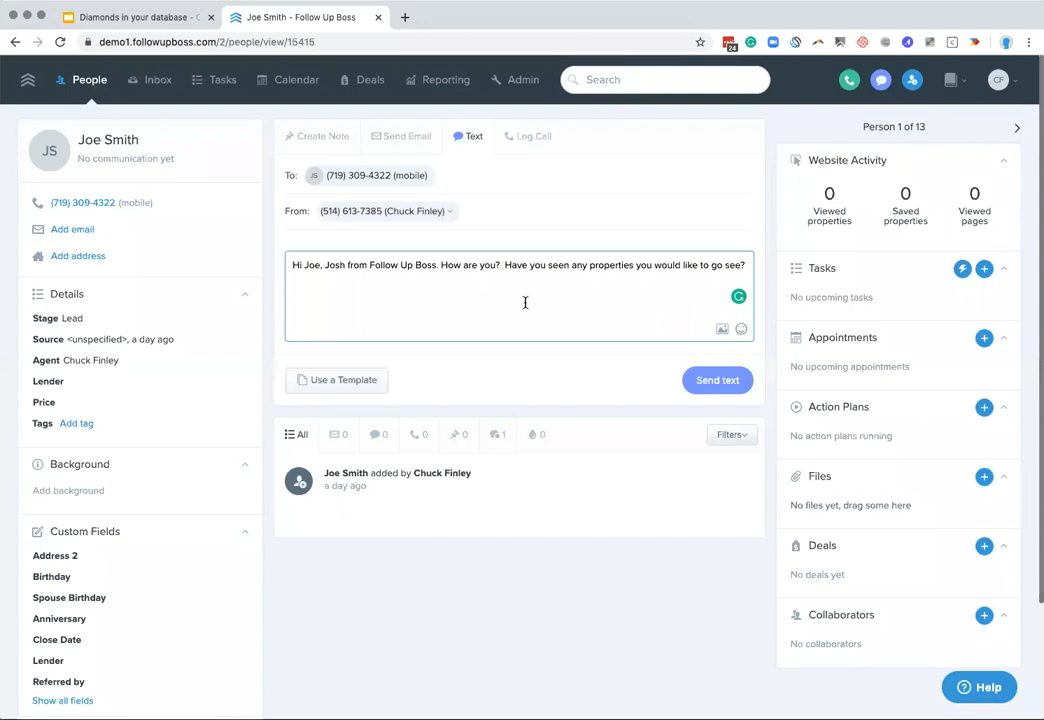 Diamonds in your database - C
Joe Smith - Follow Up Boss
demo1.followupboss.com/2/people/view/15415
24
People
Inbox
Tasks
Calendar
Deals
Reporting
Admin
Search
CF
JS
Joe Smith
No communication yet
(719) 309-4322 (mobile)
Add email
Add address
Details
Stage Lead
Source <unspecified>, a day ago
Agent Chuck Finley
Lender
Price
Tags Add tag
Background
Add background
Custom Fields
Address 2
Birthday
Spouse Birthday
Anniversary
Close Date
Lender
Referred by
Show all fields
Create Note
Send Email
Text
Log Call
To: JS (719) 309-4322 (mobile)
From: (514) 613-7385 (Chuck Finley)
Hi Joe, Josh from Follow Up Boss. How are you?  Have you seen any properties you would like to go see?
Use a Template
Send text
All
0
0
0
0
1
0
Filters
Joe Smith added by Chuck Finley
a day ago
Person 1 of 13
Website Activity
0
Viewed properties
0
Saved properties
0
Viewed pages
Tasks
No upcoming tasks
Appointments
No upcoming appointments
Action Plans
No action plans running
Files
No files yet, drag some here
Deals
No deals yet
Collaborators
No collaborators
Help